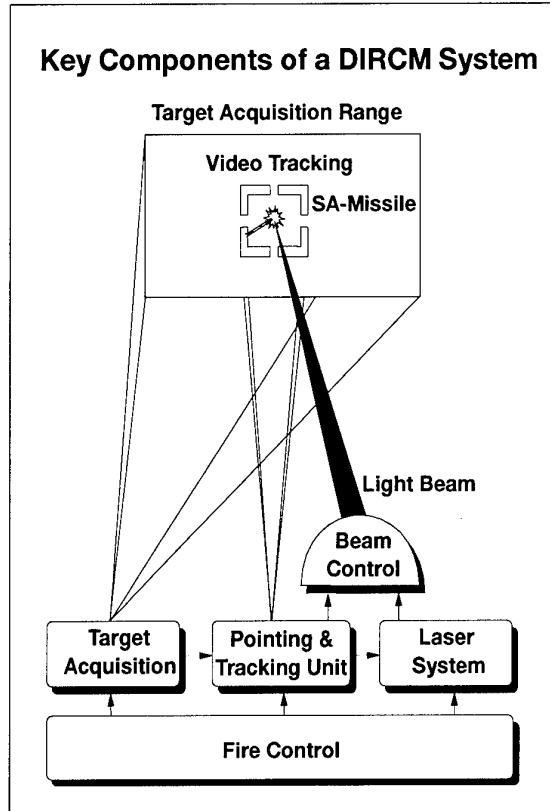 Key Components of a DIRCM System
Target Acquisition Range
Video Tracking
SA-Missile
Light Beam
Beam
Control
Target
Acquisition
Pointing &
Tracking Unit
Laser
System
Fire Control